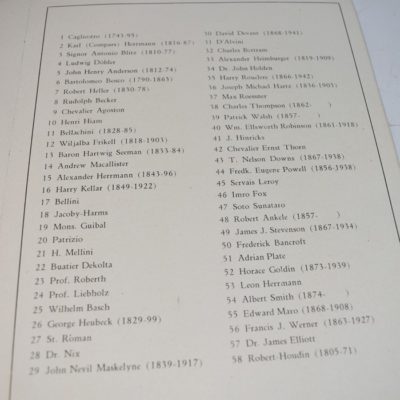 1 Cagliostro (1743-95)
2 Karl (Compars) Herrmann (1816-87)
3 Signor Antonio Blitz (1810-77)
4 Ludwig Döbler
5 John Henry Anderson (1812-74)
6 Bartolomeo Bosco (1790-1863)
7 Robert Heller (1830-78)
8 Rudolph Becker
9 Chevalier Agoston
10 Henri Hiam
11 Bellachini (1828-85)
12 Wiljalba Frikell (1818-1903)
13 Baron Hartwig Seeman (1833-84)
14 Andrew Macallister
15 Alexander Herrmann (1843-96)
16 Harry Kellar (1849-1922)
17 Bellini
18 Jacoby-Harms
19 Mons. Guibal
20 Patrizio
21 H. Mellini
22 Buatier Dekolta
23 Prof. Roberth
24 Prof. Liebholz
25 Wilhelm Basch
26 George Heubeck (1829-99)
27 St. Roman
28 Dr. Nix
29 John Nevil Maskelyne (1839-1917)
30 David Devant (1868-1941)
31 D'Alvini
32 Charles Bertram
33 Alexander Heimburger (1819-1909)
34 Dr. John Holden
35 Harry Rouclere (1866-1942)
36 Joseph Michael Hartz (1836-1903)
37 Max Roessner
38 Charles Thompson (1862- )
39 Patrick Walsh (1857- )
40 Wm. Ellsworth Robinson (1861-1918)
41 J. Hinricks
42 Chevalier Ernst Thorn
43 T. Nelson Downs (1867-1938)
44 Fredk. Eugene Powell (1856-1938)
45 Servais Leroy
46 Imro Fox
47 Soto Sunataro
48 Robert Ankele (1857- )
49 James J. Stevenson (1867-1934)
50 Frederick Bancroft
51 Adrian Plate
52 Horace Goldin (1873-1939)
53 Leon Herrmann
54 Albert Smith (1874- )
55 Edward Maro (1868-1908)
56 Francis J. Werner (1863-1927)
57 Dr. James Elliott
58 Robert-Houdin (1805-71)